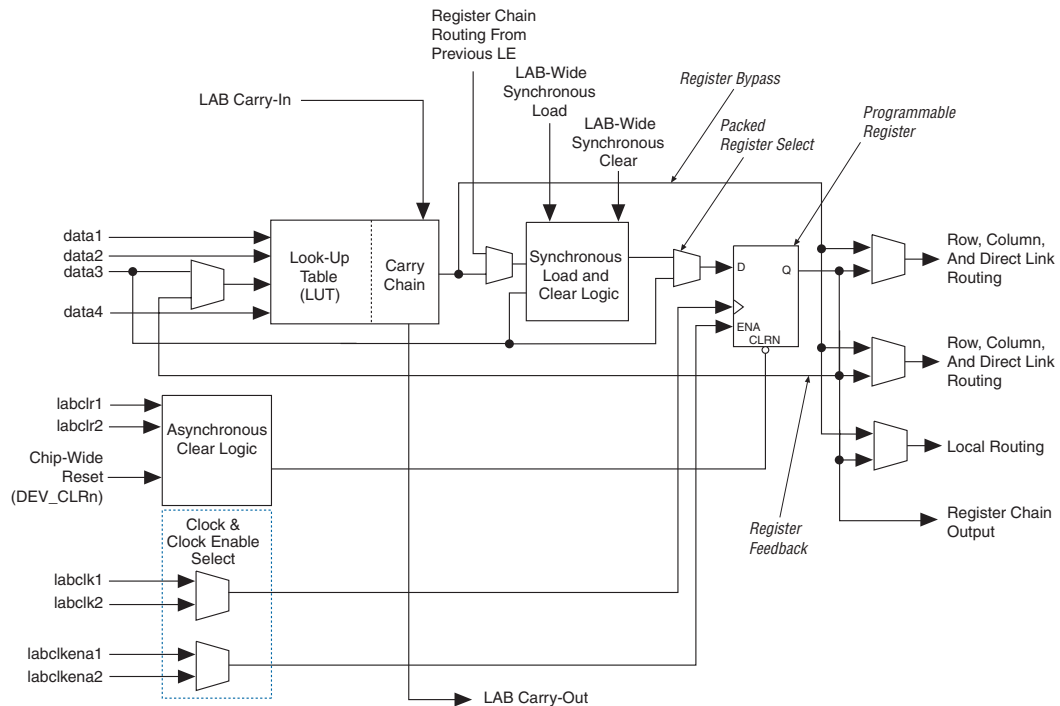 Register Chain
Routing From
Previous LE
LAB-Wide
Synchronous
Load
LAB-Wide
Synchronous
Clear
Register Bypass
Packed
Register Select
Programmable
Register
LAB Carry-In
data1
data2
data3
data4
Look-Up
Table
(LUT)
Carry
Chain
Synchronous
Load and
Clear Logic
D
Q
ENA
CLRN
Row, Column,
And Direct Link
Routing
Row, Column,
And Direct Link
Routing
Local Routing
Register Chain
Output
labclr1
labclr2
Chip-Wide
Reset
(DEV_CLRn)
Asynchronous
Clear Logic
Register
Feedback
Clock &
Clock Enable
Select
labclk1
labclk2
labclkena1
labclkena2
LAB Carry-Out